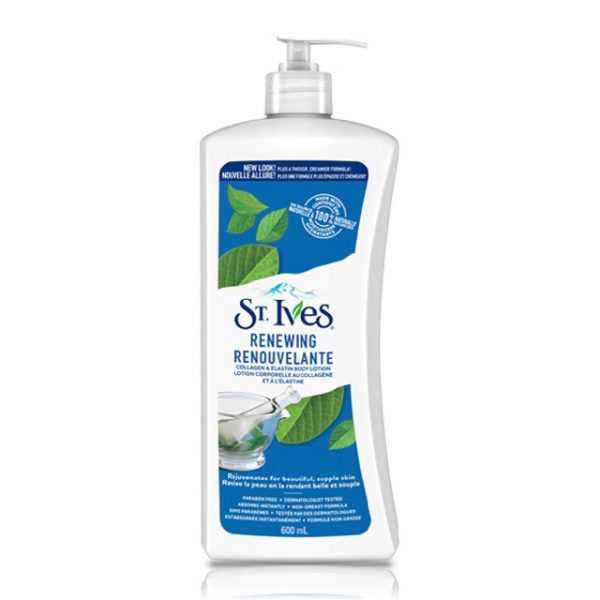 NEW LOOK! PLUS A THICKER, CREAMIER FORMULA!
NOUVELLE ALLURE! PLUS UNE FORMULE PLUS ÉPAISSE ET CRÉMEUSE!
MADE WITH
100% NATURALLY
ST. IVES
RENEWING
RENOUVELANTE
COLLAGEN & ELASTIN BODY LOTION
LOTION CORPORELLE AU COLLAGÈNE
ET À L'ÉLASTINE
Rejuvenates for beautiful, supple skin
Ravive la peau en la rendant belle et souple
PARABEN FREE • DERMATOLOGIST TESTED
ABSORBS INSTANTLY • NON-GREASY FORMULA
SANS PARABÈNES • TESTÉE PAR DES DERMATOLOGUES
EST ABSORBÉE INSTANTANÉMENT • FORMULE NON GRASSE
600 mL